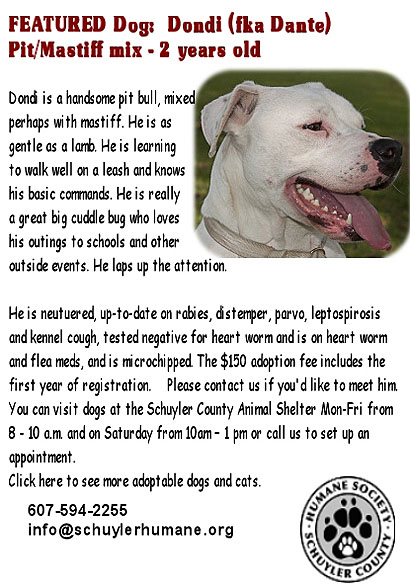 FEATURED Dog:  Dondi (fka Dante)
Pit/Mastiff mix - 2 years old
Dondi is a handsome pit bull, mixed
perhaps with mastiff. He is as
gentle as a lamb. He is learning
to walk well on a leash and knows
his basic commands. He is really
a great big cuddle bug who loves
his outings to schools and other
outside events. He laps up the attention.
He is neutuered, up-to-date on rabies, distemper, parvo, leptospirosis
and kennel cough, tested negative for heart worm and is on heart worm
and flea meds, and is microchipped. The $150 adoption fee includes the
first year of registration.    Please contact us if you'd like to meet him.
You can visit dogs at the Schuyler County Animal Shelter Mon-Fri from
8 - 10 a.m. and on Saturday from 10am – 1 pm or call us to set up an
appointment.
Click here to see more adoptable dogs and cats.
607-594-2255
info@schuylerhumane.org
HUMANE SOCIETY
SCHUYLER COUNTY